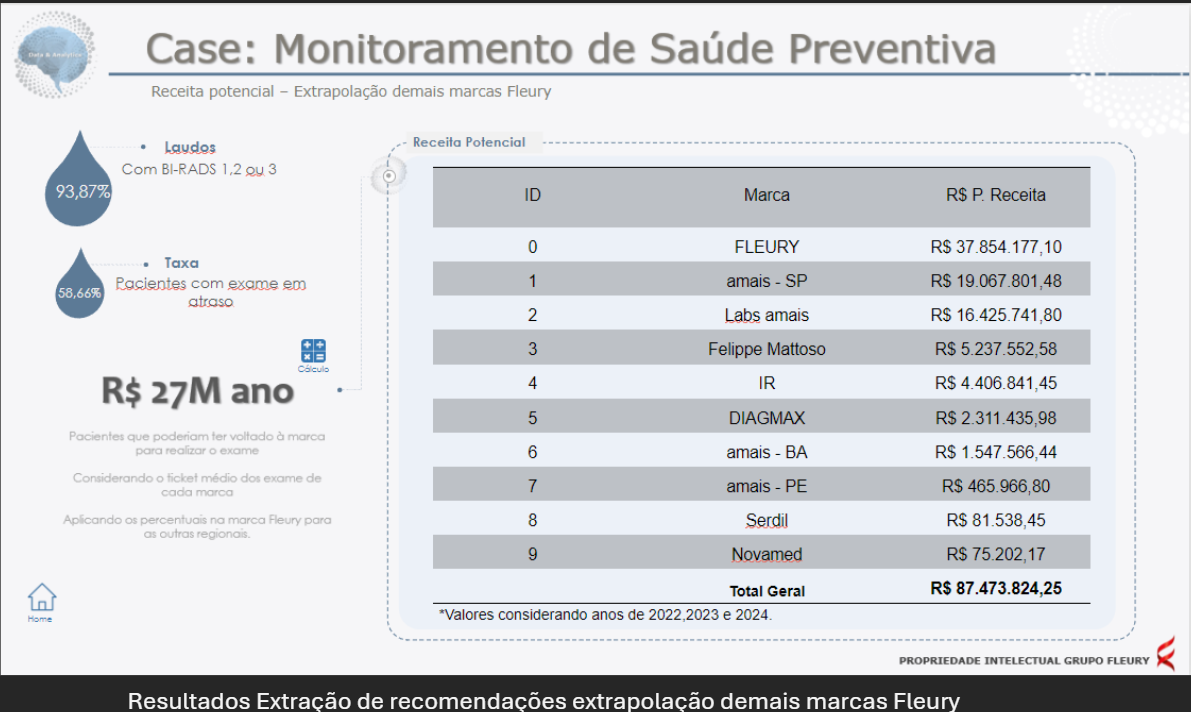 Data & Analytics
Case: Monitoramento de Saúde Preventiva
Receita potencial – Extrapolação demais marcas Fleury
Laudos
Com BI-RADS 1,2 ou 3
93,87%
Taxa
Pacientes com exame em
atraso
58,66%
Cálculo
R$ 27M ano
Pacientes que poderiam ter voltado à marca
para realizar o exame
Considerando o ticket médio dos exame de
cada marca
Aplicando os percentuais na marca Fleury para
as outras regionais.
Home
Receita Potencial
ID Marca R$ P. Receita
0 FLEURY R$ 37.854.177,10
1 amais - SP R$ 19.067.801,48
2 Labs amais R$ 16.425.741,80
3 Felippe Mattoso R$ 5.237.552,58
4 IR R$ 4.406.841,45
5 DIAGMAX R$ 2.311.435,98
6 amais - BA R$ 1.547.566,44
7 amais - PE R$ 465.966,80
8 Serdil R$ 81.538,45
9 Novamed R$ 75.202,17
Total Geral R$ 87.473.824,25
*Valores considerando anos de 2022,2023 e 2024.
PROPRIEDADE INTELECTUAL GRUPO FLEURY
Resultados Extração de recomendações extrapolação demais marcas Fleury